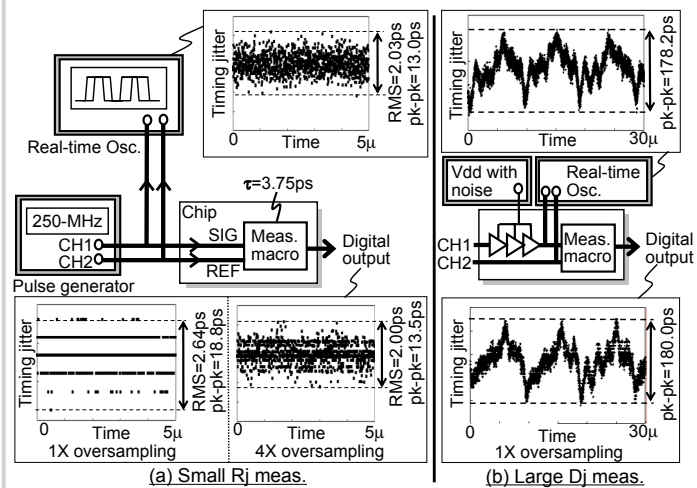 Timing jitter
RMS=2.03ps
pk-pk=13.0ps
0
Time
5μ
Real-time Osc.
250-MHz
CH1
CH2
Pulse generator
τ=3.75ps
Chip
SIG
REF
Meas.
macro
Digital
output
Timing jitter
RMS=2.64ps
pk-pk=18.8ps
0
Time
5μ
1X oversampling
RMS=2.00ps
pk-pk=13.5ps
0
Time
5μ
4X oversampling
(a) Small Rj meas.
Timing jitter
pk-pk=178.2ps
0
Time
30μ
Vdd with
noise
Real-time
Osc.
CH1
CH2
Meas.
macro
Digital
output
Timing jitter
pk-pk=180.0ps
0
Time
30μ
1X oversampling
(b) Large Dj meas.